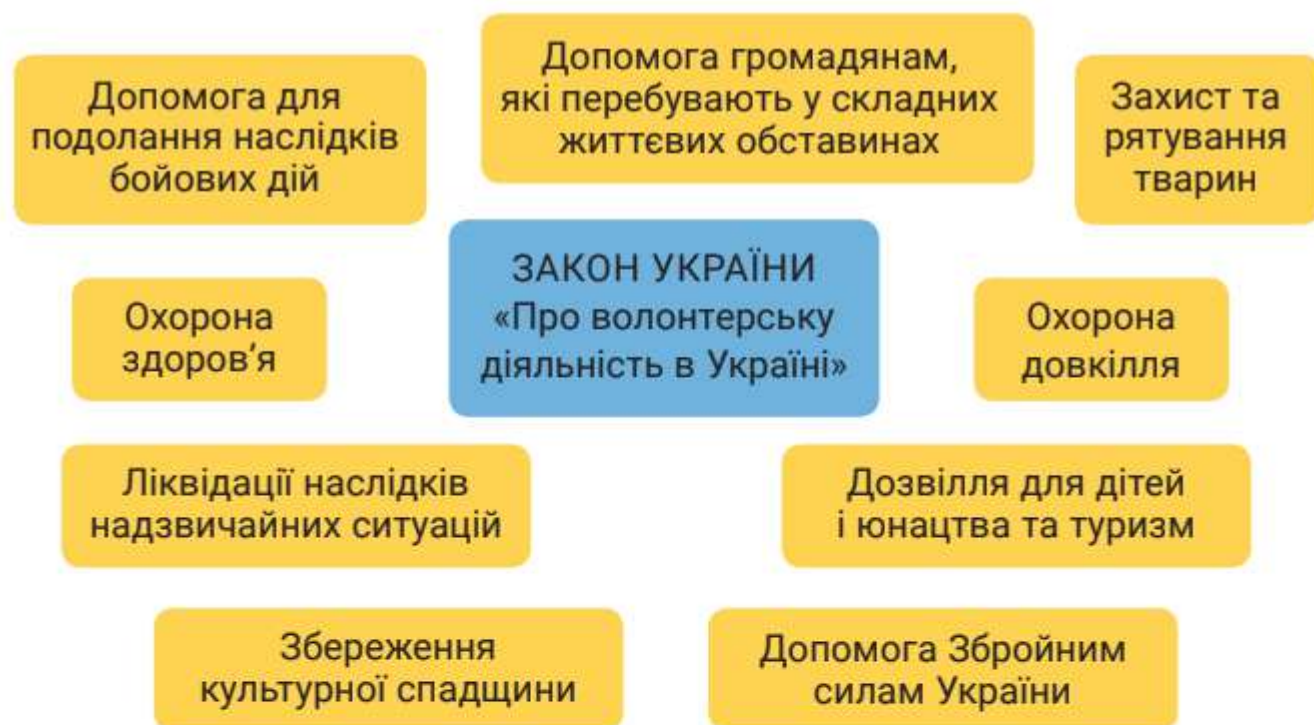 Допомога для
подолання наслідків
бойових дій
Допомога громадянам,
які перебувають у складних
життєвих обставинах
Захист та
рятування
тварин
ЗАКОН УКРАЇНИ
«Про волонтерську
діяльність в Україні»
Охорона
здоров’я
Охорона
довкілля
Ліквідації наслідків
надзвичайних ситуацій
Дозвілля для дітей
і юнацтва та туризм
Збереження
культурної спадщини
Допомога Збройним
силам України